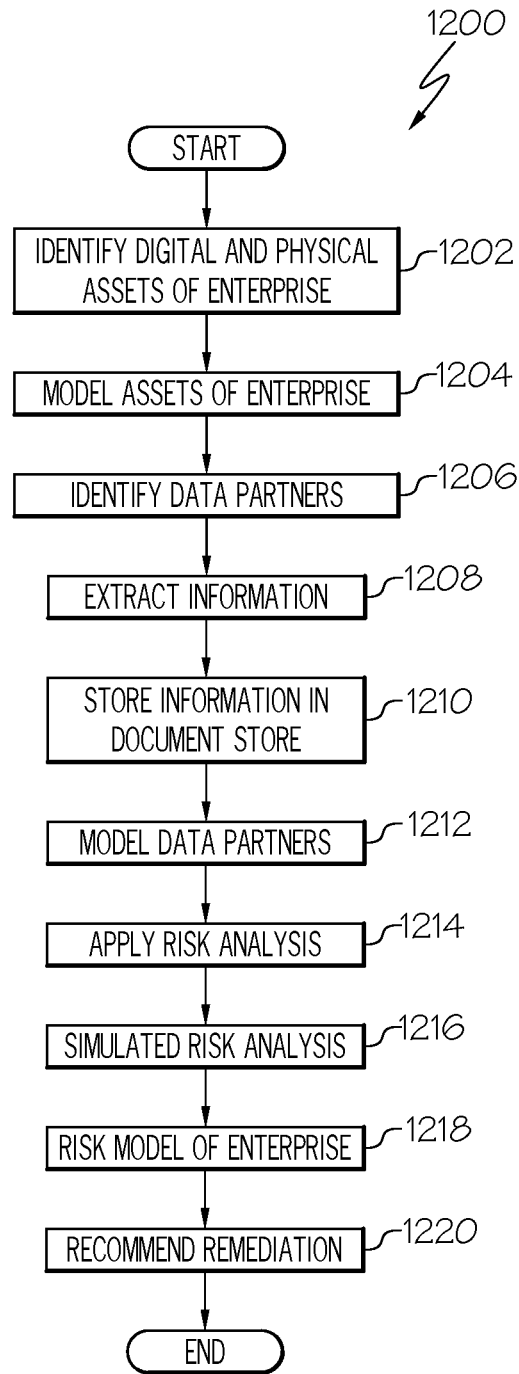 1200
START
IDENTIFY DIGITAL AND PHYSICAL
ASSETS OF ENTERPRISE
1202
MODEL ASSETS OF ENTERPRISE
1204
IDENTIFY DATA PARTNERS
1206
EXTRACT INFORMATION
1208
STORE INFORMATION IN
DOCUMENT STORE
1210
MODEL DATA PARTNERS
1212
APPLY RISK ANALYSIS
1214
SIMULATED RISK ANALYSIS
1216
RISK MODEL OF ENTERPRISE
1218
RECOMMEND REMEDIATION
1220
END